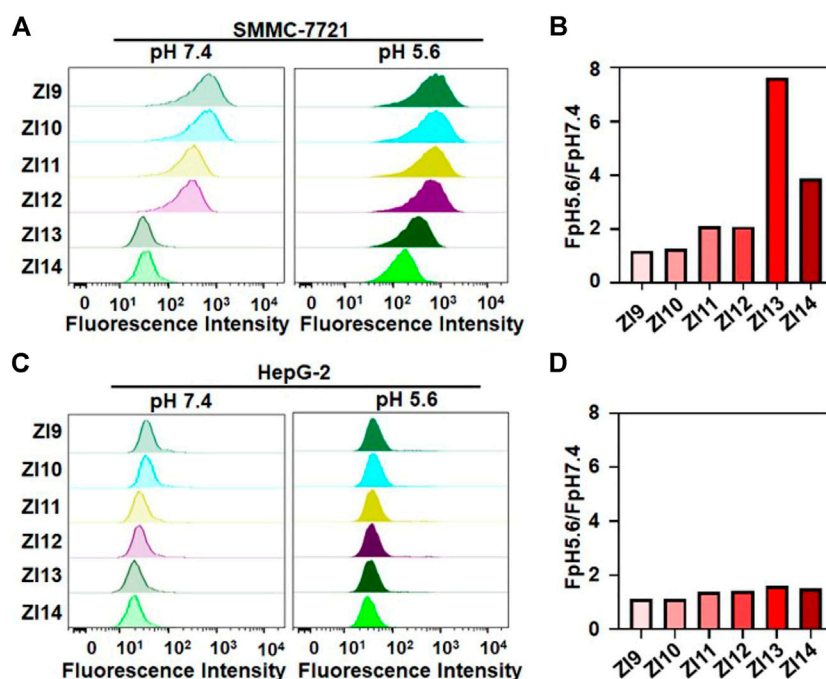 A
SMMC-7721
pH 7.4 pH 5.6
ZI9
ZI10
ZI11
ZI12
ZI13
ZI14
0 10¹ 10² 10³ 10⁴ 0 10¹ 10² 10³ 10⁴
Fluorescence Intensity Fluorescence Intensity
B
FpH5.6/FpH7.4
8
6
4
2
0
ZI9 ZI10 ZI11 ZI12 ZI13 ZI14
C
HepG-2
pH 7.4 pH 5.6
ZI9
ZI10
ZI11
ZI12
ZI13
ZI14
0 10¹ 10² 10³ 10⁴ 0 10¹ 10² 10³ 10⁴
Fluorescence Intensity Fluorescence Intensity
D
FpH5.6/FpH7.4
8
6
4
2
0
ZI9 ZI10 ZI11 ZI12 ZI13 ZI14